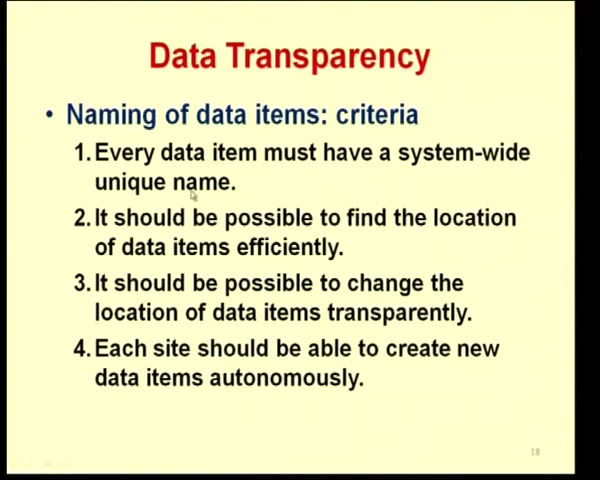 Data Transparency
• Naming of data items: criteria
1. Every data item must have a system-wide
unique name.
2. It should be possible to find the location
of data items efficiently.
3. It should be possible to change the
location of data items transparently.
4. Each site should be able to create new
data items autonomously.
18